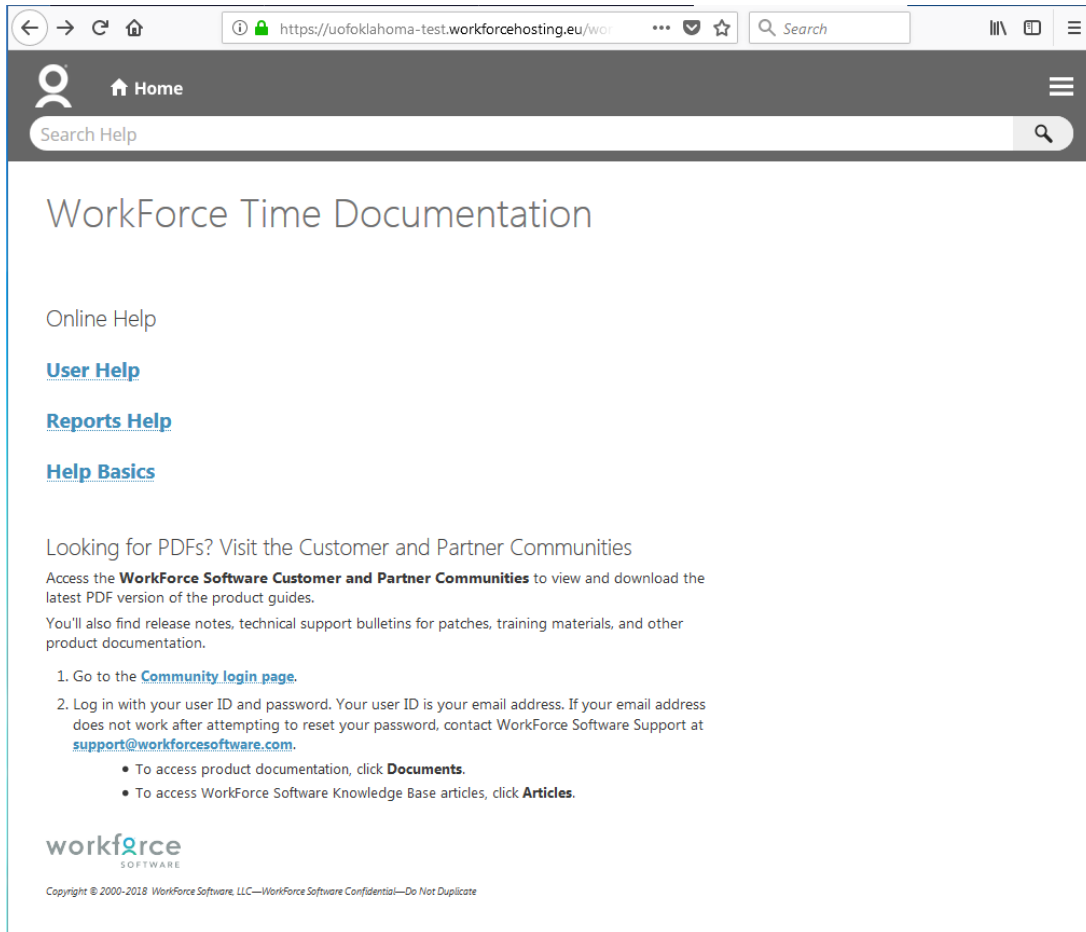 https://uofoklahoma-test.workforcehosting.eu/wor
Search
Home
Search Help
WorkForce Time Documentation
Online Help
User Help
Reports Help
Help Basics
Looking for PDFs? Visit the Customer and Partner Communities
Access the WorkForce Software Customer and Partner Communities to view and download the
latest PDF version of the product guides.
You'll also find release notes, technical support bulletins for patches, training materials, and other
product documentation.
1. Go to the Community login page.
2. Log in with your user ID and password. Your user ID is your email address. If your email address
does not work after attempting to reset your password, contact WorkForce Software Support at
support@workforcesoftware.com.
• To access product documentation, click Documents.
• To access WorkForce Software Knowledge Base articles, click Articles.
workforce
SOFTWARE
Copyright © 2000-2018 WorkForce Software, LLC—WorkForce Software Confidential—Do Not Duplicate